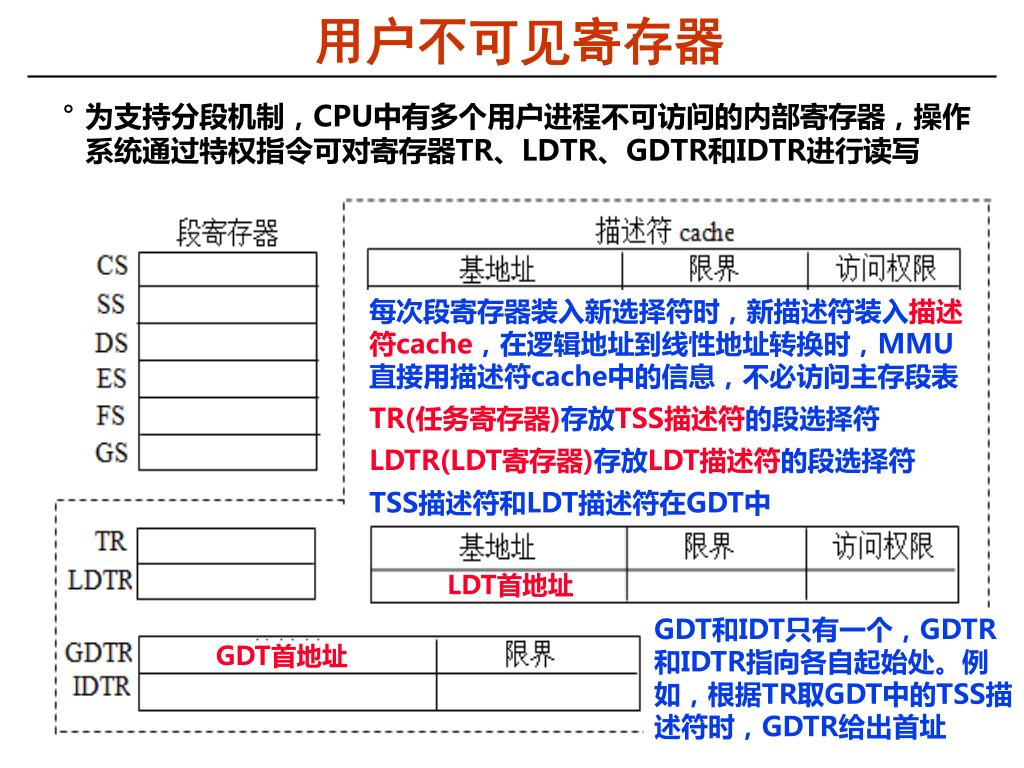 用户不可见寄存器
° 为支持分段机制，CPU中有多个用户进程不可访问的内部寄存器，操作
系统通过特权指令可对寄存器TR、LDTR、GDTR和IDTR进行读写
段寄存器
CS
SS
DS
ES
FS
GS
描述符 cache
基地址 限界 访问权限
每次段寄存器装入新选择符时，新描述符装入描述
符cache，在逻辑地址到线性地址转换时，MMU
直接用描述符cache中的信息，不必访问主存段表
TR(任务寄存器)存放TSS描述符的段选择符
LDTR(LDT寄存器)存放LDT描述符的段选择符
TSS描述符和LDT描述符在GDT中
TR
LDTR
基地址 限界 访问权限
LDT首地址
GDTR GDT首地址 限界
IDTR
GDT和IDT只有一个，GDTR
和IDTR指向各自起始处。例
如，根据TR取GDT中的TSS描
述符时，GDTR给出首址